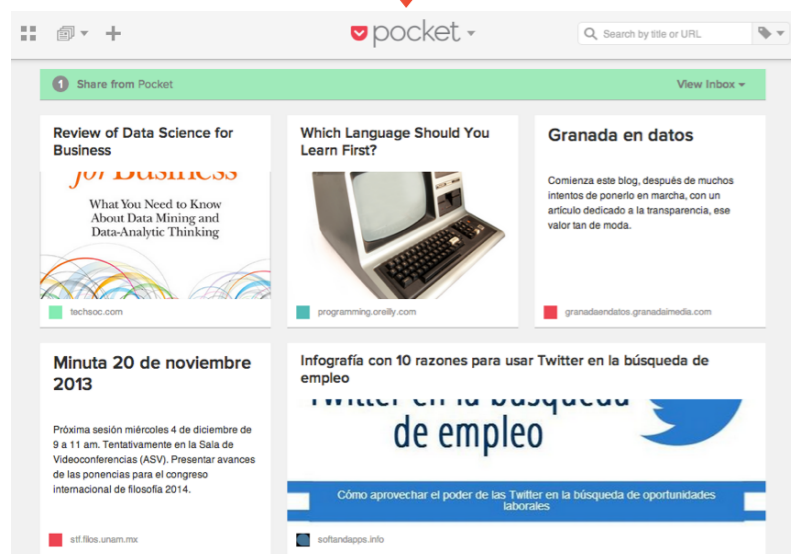 pocket
Search by title or URL
1 Share from Pocket
View Inbox
Review of Data Science for
Business
for Business
What You Need to Know
About Data Mining and
Data-Analytic Thinking
techsoc.com
Which Language Should You
Learn First?
programming.oreilly.com
Granada en datos
Comienza este blog, después de muchos
intentos de ponerlo en marcha, con un
artículo dedicado a la transparencia, ese
valor tan de moda.
granadaendatos.granadaimedia.com
Minuta 20 de noviembre
2013
Próxima sesión miércoles 4 de diciembre de
9 a 11 am. Tentativamente en la Sala de
Videoconferencias (ASV). Presentar avances
de las ponencias para el congreso
internacional de filosofía 2014.
stf.filos.unam.mx
Infografía con 10 razones para usar Twitter en la búsqueda de
empleo
Twitter en la búsqueda
de empleo
Cómo aprovechar el poder de las Twitter en la búsqueda de oportunidades
laborales
softandapps.info